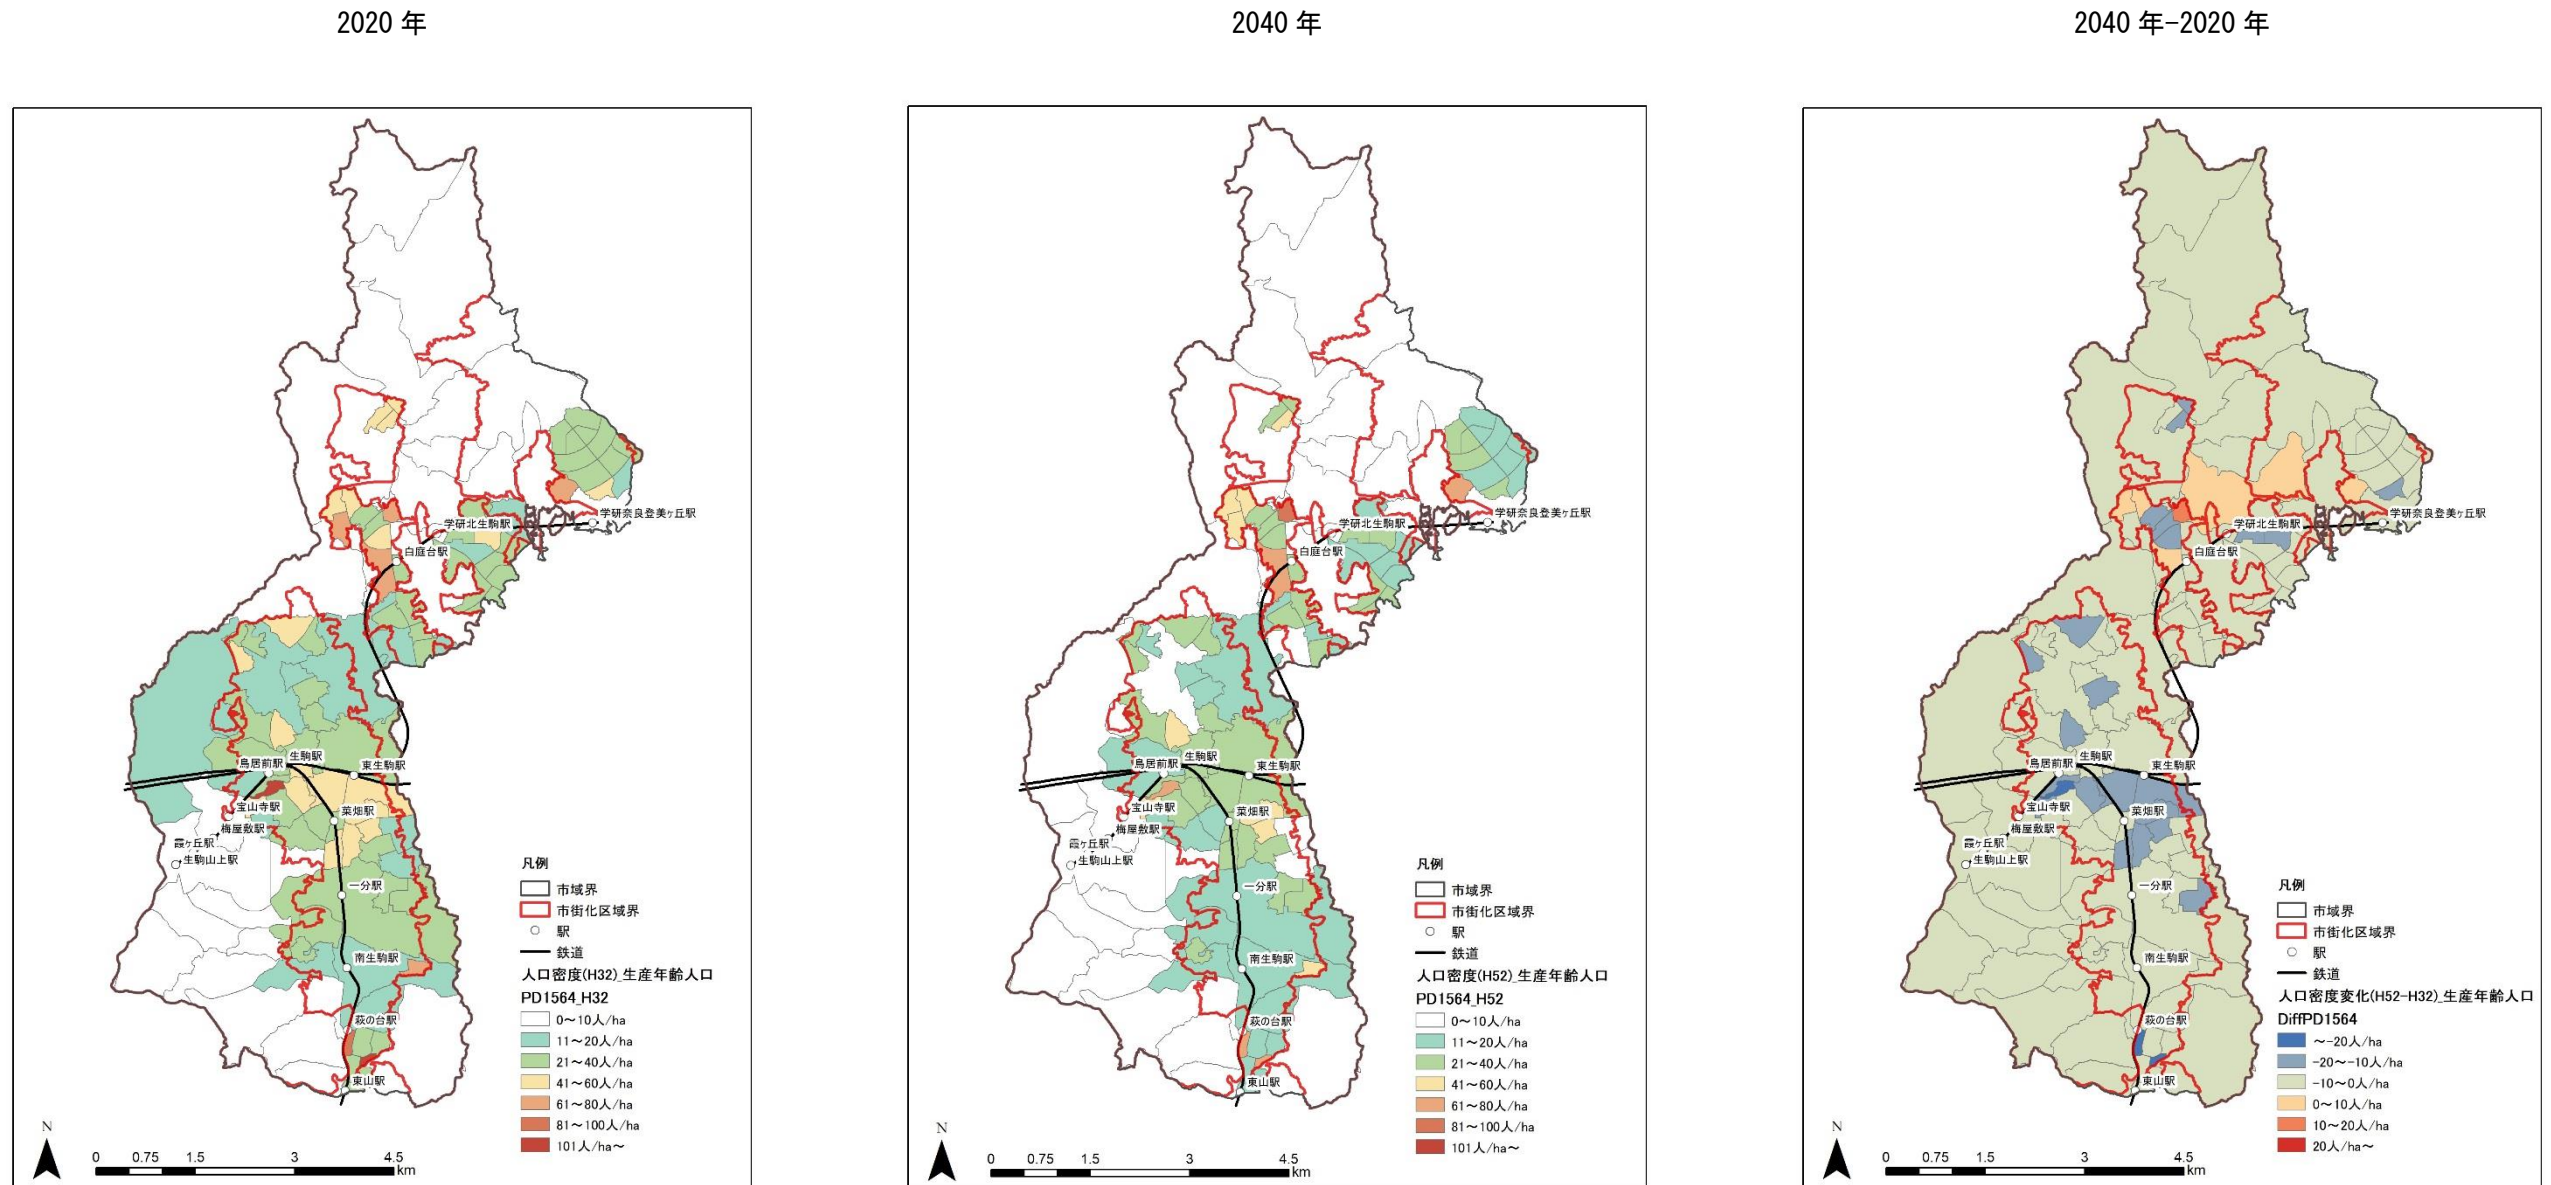 2020 年
2040 年
2040 年-2020 年
学研奈良登美ヶ丘駅
学研北生駒駅
白庭台駅
生駒駅
鳥居前駅
東生駒駅
宝山寺駅
菜畑駅
梅屋敷駅
霞ヶ丘駅
生駒山上駅
一分駅
南生駒駅
萩の台駅
東山駅
凡例
市域界
市街化区域界
駅
鉄道
人口密度(H32)_生産年齢人口
PD1564_H32
0～10人/ha
11～20人/ha
21～40人/ha
41～60人/ha
61～80人/ha
81～100人/ha
101人/ha～
N
0 0.75 1.5 3 4.5
km
学研奈良登美ヶ丘駅
学研北生駒駅
白庭台駅
生駒駅
鳥居前駅
東生駒駅
宝山寺駅
菜畑駅
梅屋敷駅
霞ヶ丘駅
生駒山上駅
一分駅
南生駒駅
萩の台駅
東山駅
凡例
市域界
市街化区域界
駅
鉄道
人口密度(H52)_生産年齢人口
PD1564_H52
0～10人/ha
11～20人/ha
21～40人/ha
41～60人/ha
61～80人/ha
81～100人/ha
101人/ha～
N
0 0.75 1.5 3 4.5
km
学研奈良登美ヶ丘駅
学研北生駒駅
白庭台駅
生駒駅
鳥居前駅
東生駒駅
宝山寺駅
菜畑駅
梅屋敷駅
霞ヶ丘駅
生駒山上駅
一分駅
南生駒駅
萩の台駅
東山駅
凡例
市域界
市街化区域界
駅
鉄道
人口密度変化(H52-H32)_生産年齢人口
DiffPD1564
～-20人/ha
-20～-10人/ha
-10～0人/ha
0～10人/ha
10～20人/ha
20人/ha～
N
0 0.75 1.5 3 4.5
km